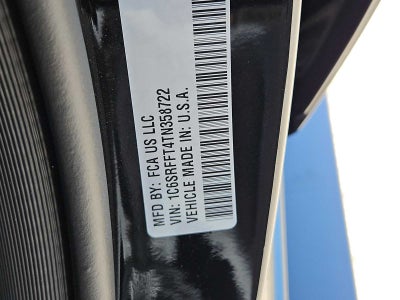 MFD BY: FCA US LLC
VIN: 1C6SRFFT4TN358722
VEHICLE MADE IN: U.S.A.